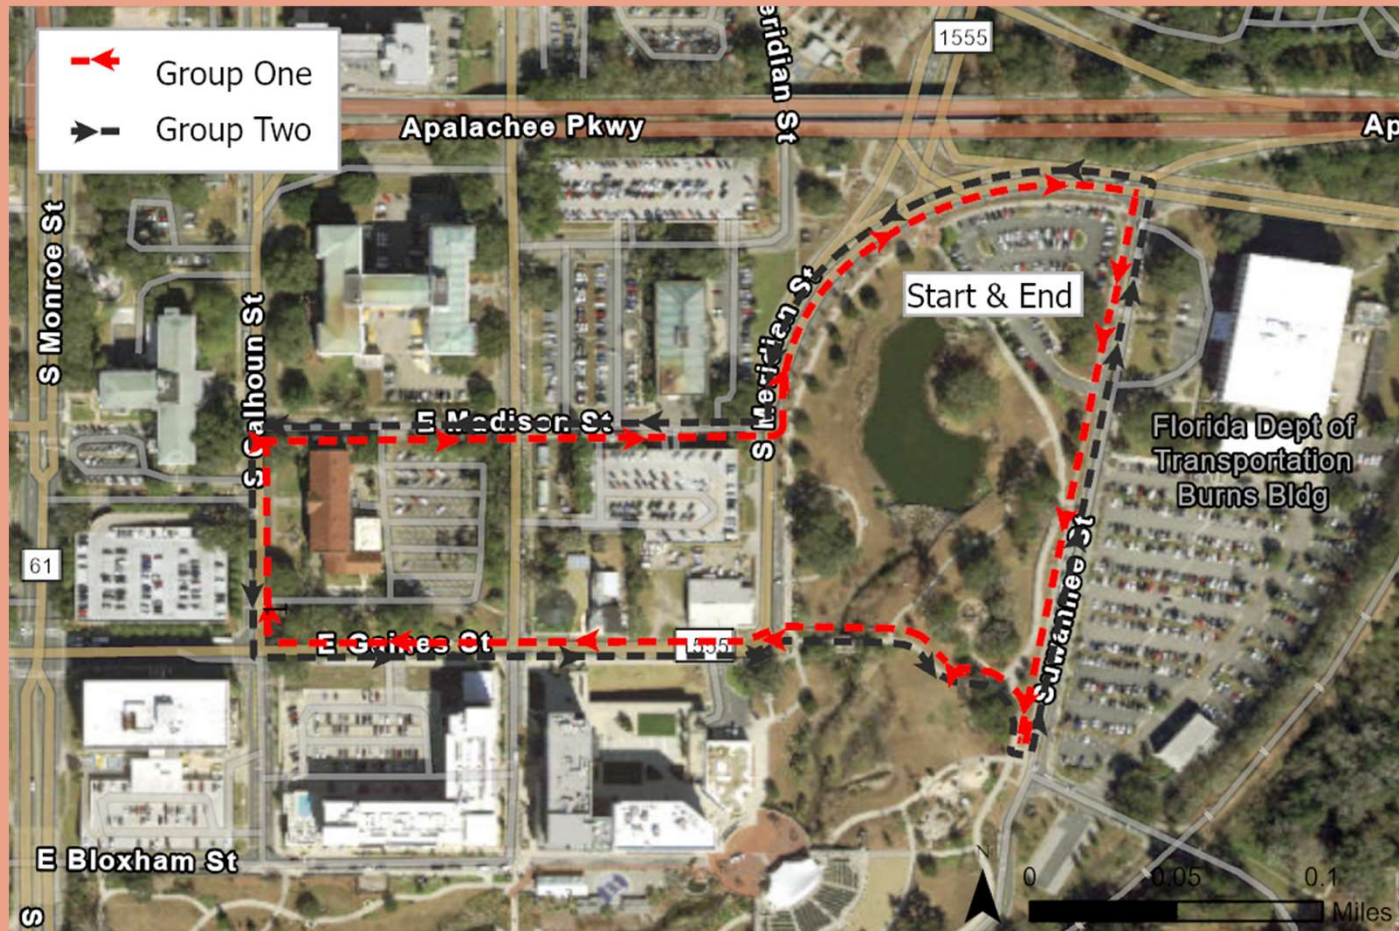 Group One
Group Two
1555
eridian St
Apalachee Pkwy
Ap
S Monroe St
S Calhoun St
Start & End
S Meridian St
E Madison St
Florida Dept of
Transportation
Burns Bldg
61
E Gaines St
1555
Suwannee St
E Bloxham St
S
N
0
0.05
0.1
Miles